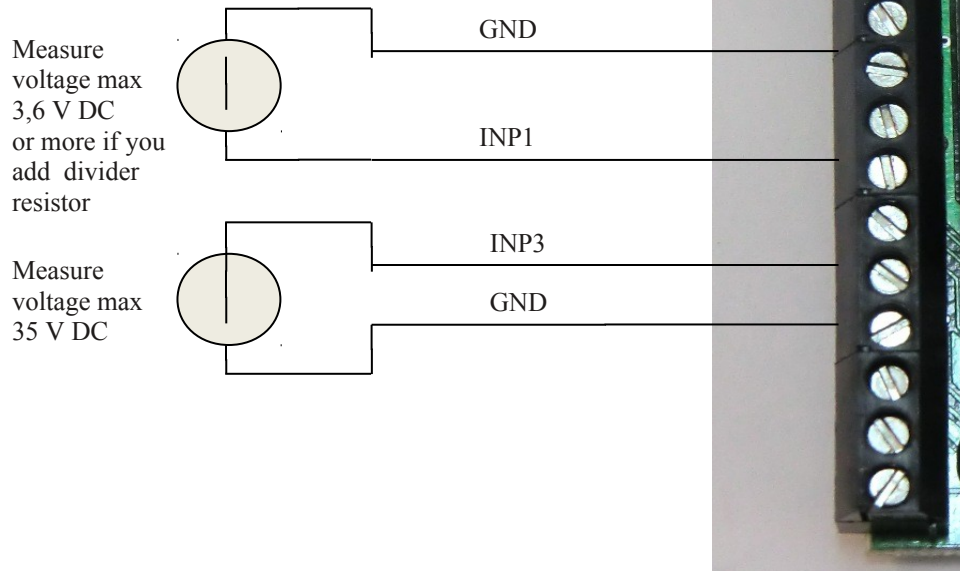 Measure
voltage max
3,6 V DC
or more if you
add divider
resistor
GND
INP1
Measure
voltage max
35 V DC
INP3
GND